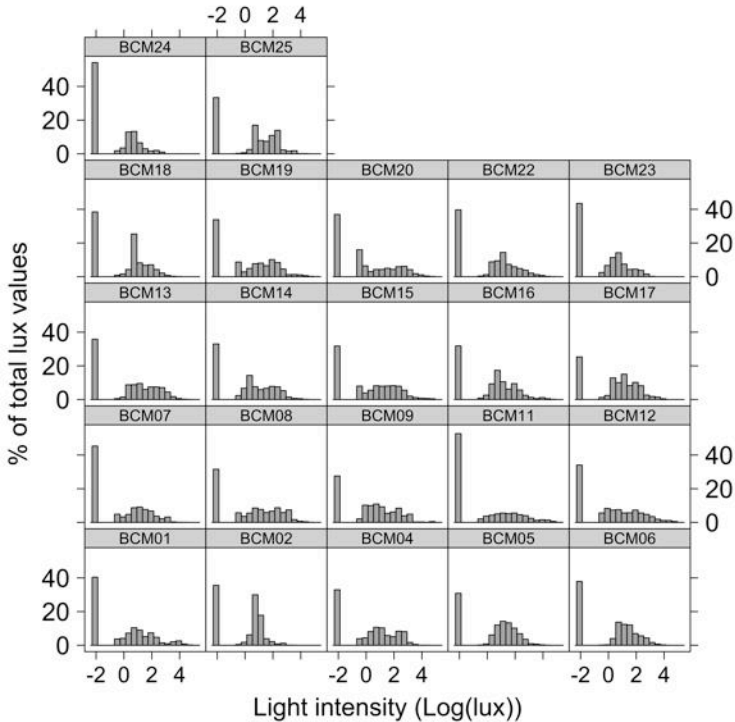 -2 0 2 4
BCM24 BCM25
40
20
0
BCM18 BCM19 BCM20 BCM22 BCM23
40
20
0
BCM13 BCM14 BCM15 BCM16 BCM17
40
20
0
BCM07 BCM08 BCM09 BCM11 BCM12
40
20
0
BCM01 BCM02 BCM04 BCM05 BCM06
40
20
0
-2 0 2 4 -2 0 2 4 -2 0 2 4
Light intensity (Log(lux))
% of total lux values